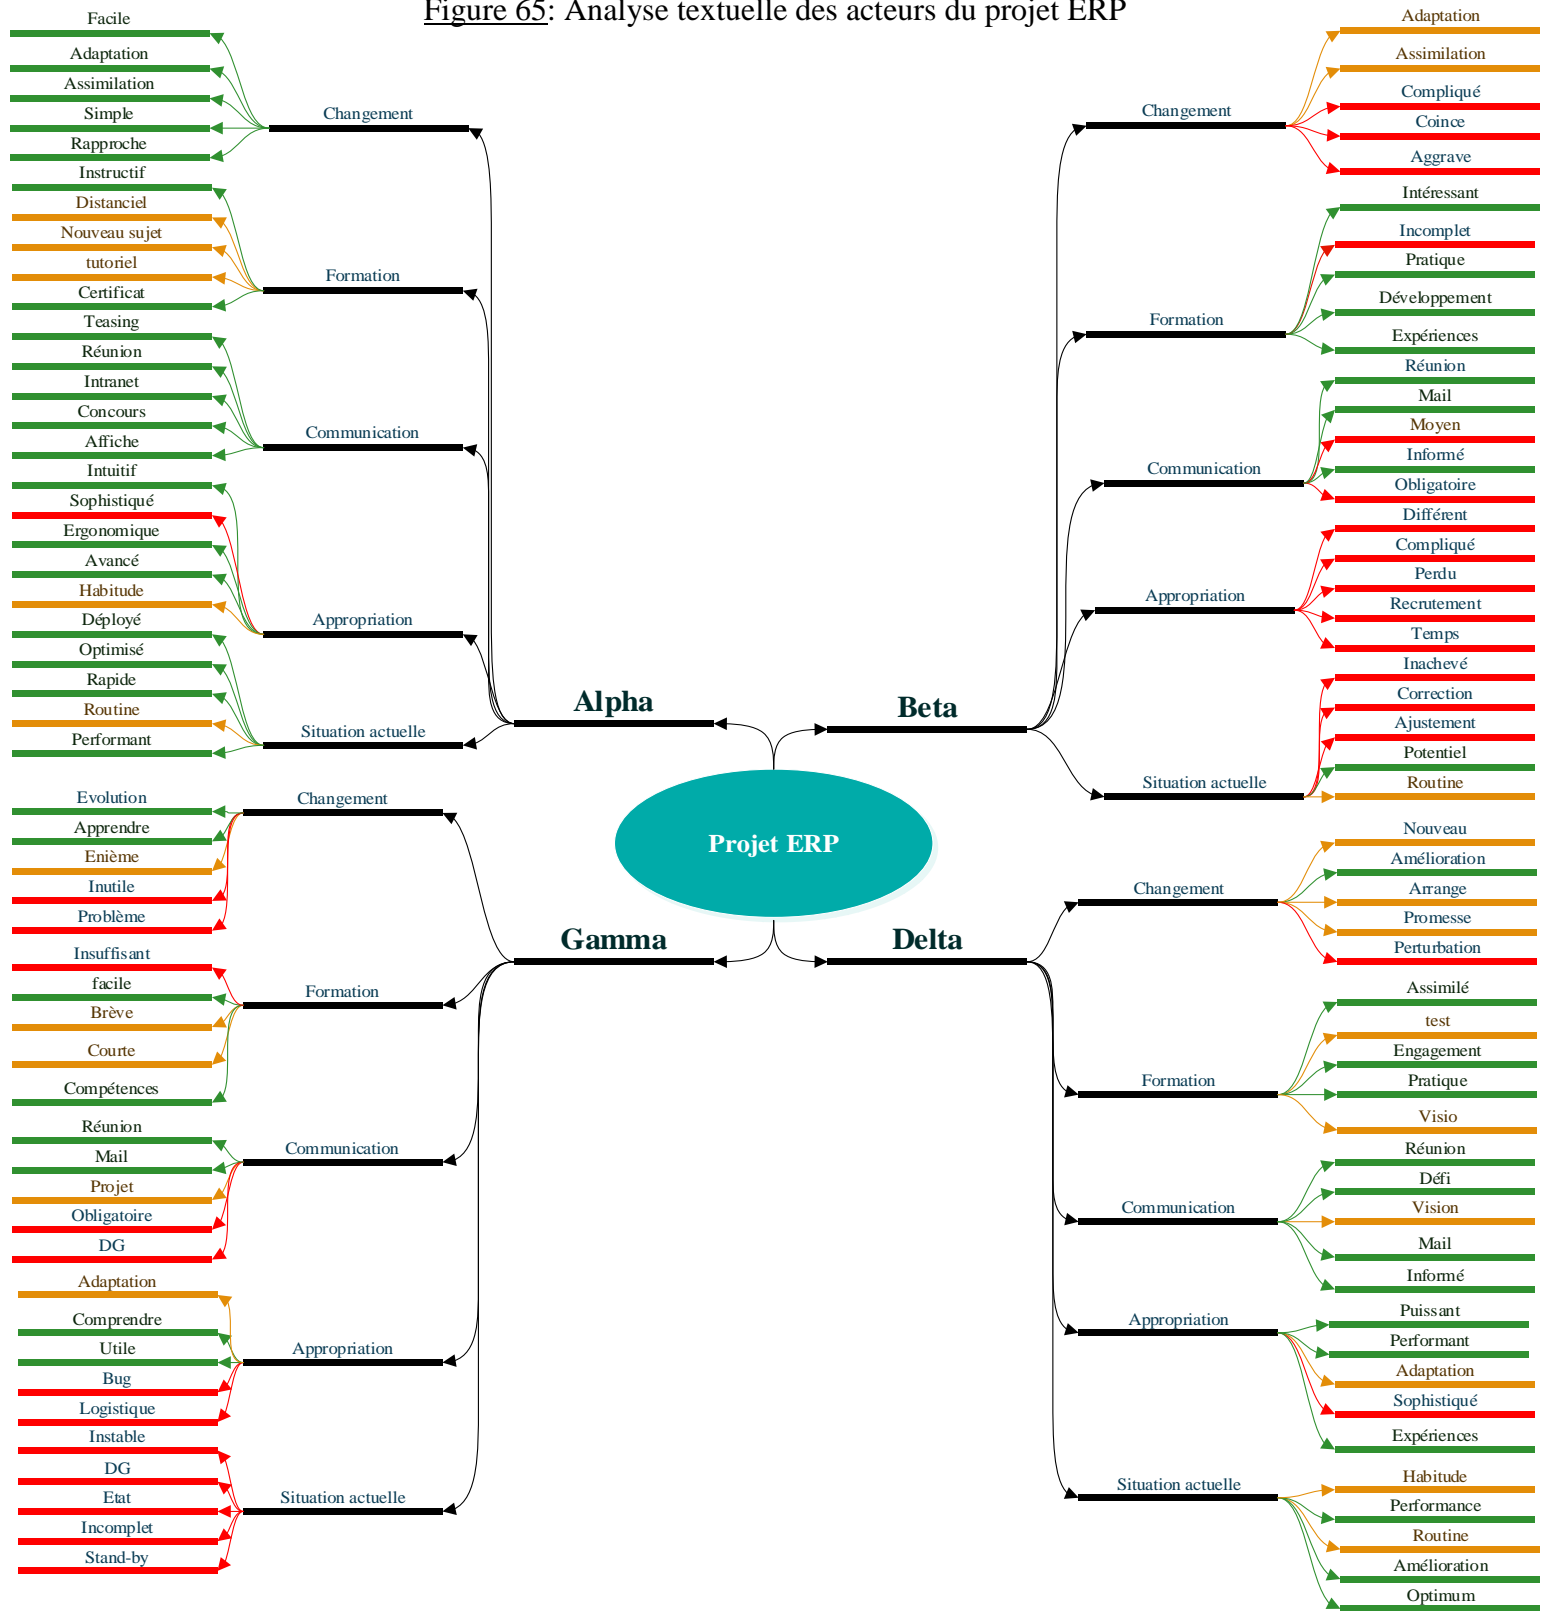 Figure 65: Analyse textuelle des acteurs du projet ERP
Projet ERP
Alpha
Changement
Facile
Adaptation
Assimilation
Simple
Rapproche
Formation
Instructif
Distanciel
Nouveau sujet
tutoriel
Certificat
Communication
Teasing
Réunion
Intranet
Concours
Affiche
Appropriation
Intuitif
Sophistiqué
Ergonomique
Avancé
Habitude
Situation actuelle
Déployé
Optimisé
Rapide
Routine
Performant
Beta
Changement
Adaptation
Assimilation
Compliqué
Coince
Aggrave
Formation
Intéressant
Incomplet
Pratique
Développement
Expériences
Communication
Réunion
Mail
Moyen
Informé
Obligatoire
Appropriation
Différent
Compliqué
Perdu
Recrutement
Temps
Situation actuelle
Inachevé
Correction
Ajustement
Potentiel
Routine
Gamma
Changement
Evolution
Apprendre
Enième
Inutile
Problème
Formation
Insuffisant
facile
Brève
Courte
Compétences
Communication
Réunion
Mail
Projet
Obligatoire
DG
Appropriation
Adaptation
Comprendre
Utile
Bug
Logistique
Situation actuelle
Instable
DG
Etat
Incomplet
Stand-by
Delta
Changement
Nouveau
Amélioration
Arrange
Promesse
Perturbation
Formation
Assimilé
test
Engagement
Pratique
Visio
Communication
Réunion
Défi
Vision
Mail
Informé
Appropriation
Puissant
Performant
Adaptation
Sophistiqué
Expériences
Situation actuelle
Habitude
Performance
Routine
Amélioration
Optimum